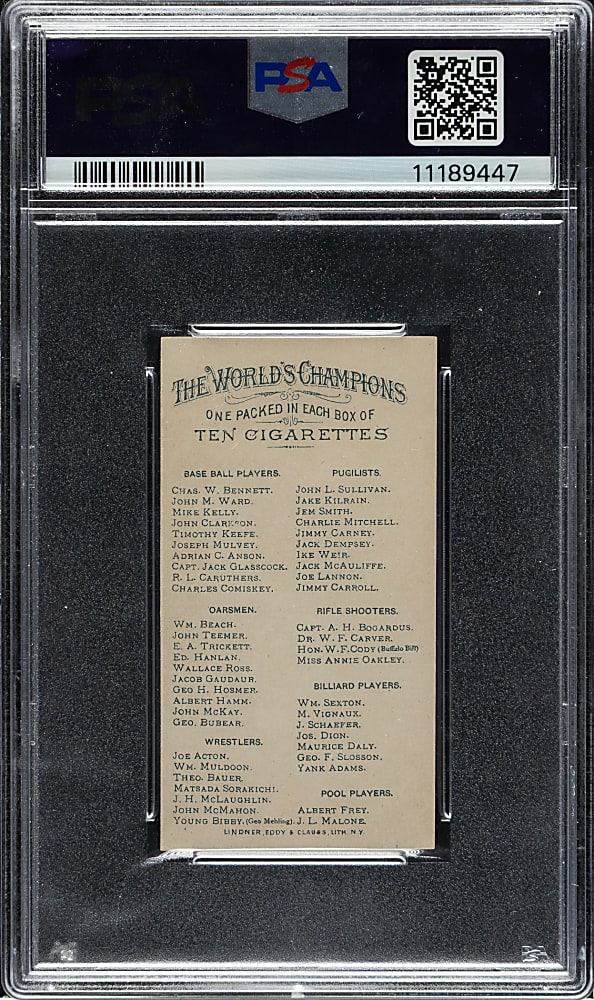 PSA
11189447
THE WORLD'S CHAMPIONS
ONE PACKED IN EACH BOX OF
TEN CIGARETTES
BASE BALL PLAYERS.
CHAS. W. BENNETT.
JOHN M. WARD.
MIKE KELLY.
JOHN CLARKSON.
TIMOTHY KEEFE.
JOSEPH MULVEY.
ADRIAN C. ANSON.
CAPT. JACK GLASSCOCK.
R. L. CARUTHERS.
CHARLES COMISKEY.
OARSMEN.
WM. BEACH.
JOHN TEEMER.
E. A. TRICKETT.
ED. HANLAN.
WALLACE ROSS.
JACOB GAUDAUR.
GEO H. HOSMER.
ALBERT HAMM.
JOHN MCKAY.
GEO. BUBEAR.
WRESTLERS.
JOE ACTON.
WM. MULDOON.
THEO. BAUER.
MATSADA SORAKICHI.
J. H. MCLAUGHLIN.
JOHN MCMAHON.
YOUNG BIBBY. (Geo Mehling).
PUGILISTS.
JOHN L. SULLIVAN.
JAKE KILRAIN.
JEM SMITH.
CHARLIE MITCHELL.
JIMMY CARNEY.
JACK DEMPSEY.
IKE WEIR.
JACK MCAULIFFE.
JOE LANNON.
JIMMY CARROLL.
RIFLE SHOOTERS.
CAPT. A. H. BOGARDUS.
DR. W. F. CARVER.
HON. W. F. CODY (Buffalo Bill)
MISS ANNIE OAKLEY.
BILLIARD PLAYERS.
WM. SEXTON.
M. VIGNAUX.
J. SCHAEFER.
JOS. DION.
MAURICE DALY.
GEO. F. SLOSSON.
YANK ADAMS.
POOL PLAYERS.
ALBERT FREY.
J. L. MALONE.
LINDNER, EDDY & CLAUSS, LITH. N.Y.